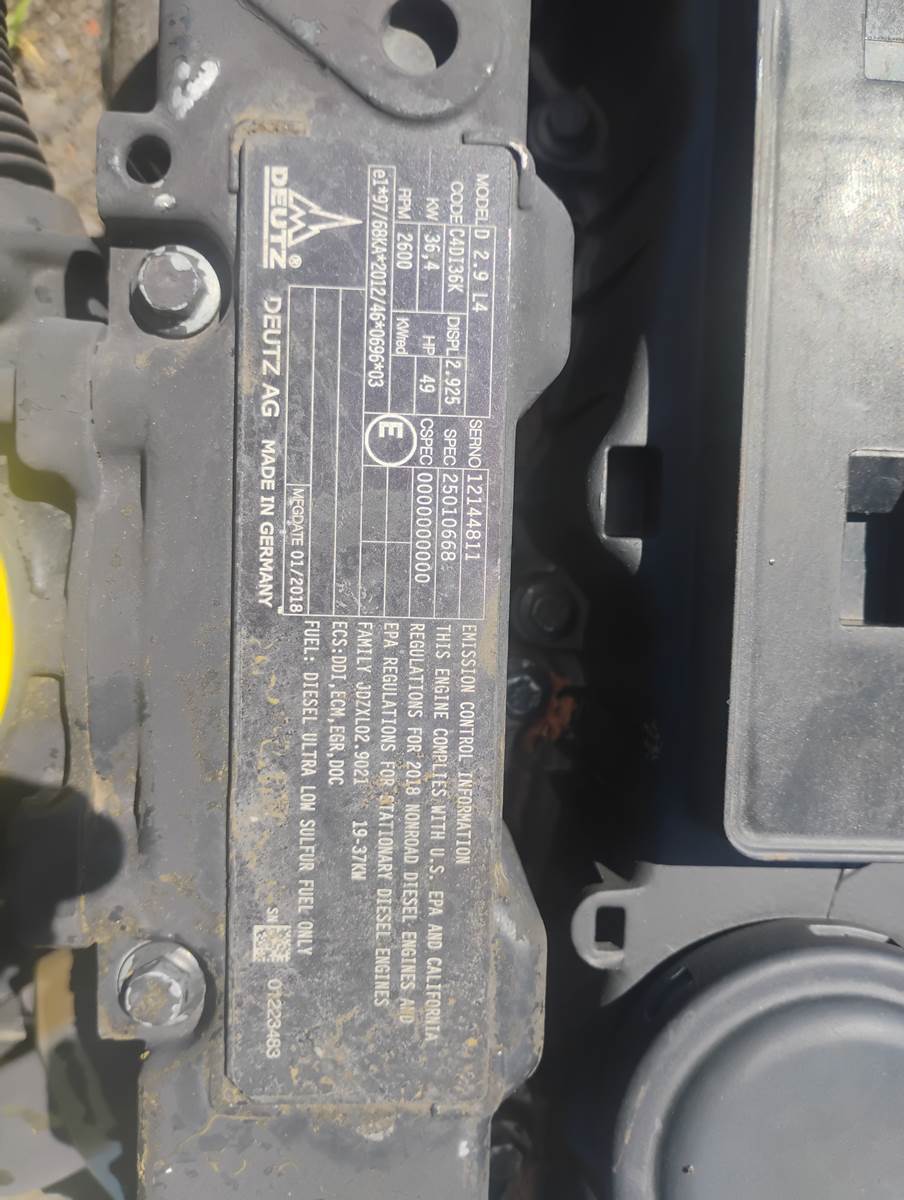 MODEL D 2.9 L4 SERNO 12144811
CODE C4DI36K DISPL 2.925 SPEC 25010668
KW 36,4 HP 49 CSPEC 0000000000
RPM 2600 KWred
e1*97/68KA*2012/46*0696*03 E
MFGDATE 01/2018
DEUTZ® DEUTZ AG MADE IN GERMANY
EMISSION CONTROL INFORMATION
THIS ENGINE COMPLIES WITH U.S. EPA AND CALIFORNIA
REGULATIONS FOR 2018 NONROAD DIESEL ENGINES AND
EPA REGULATIONS FOR STATIONARY DIESEL ENGINES
FAMILY JDZXL02.9021 19-37KW
ECS:DDI,ECM,EGR,DOC
FUEL: DIESEL ULTRA LOW SULFUR FUEL ONLY
SN 01223483